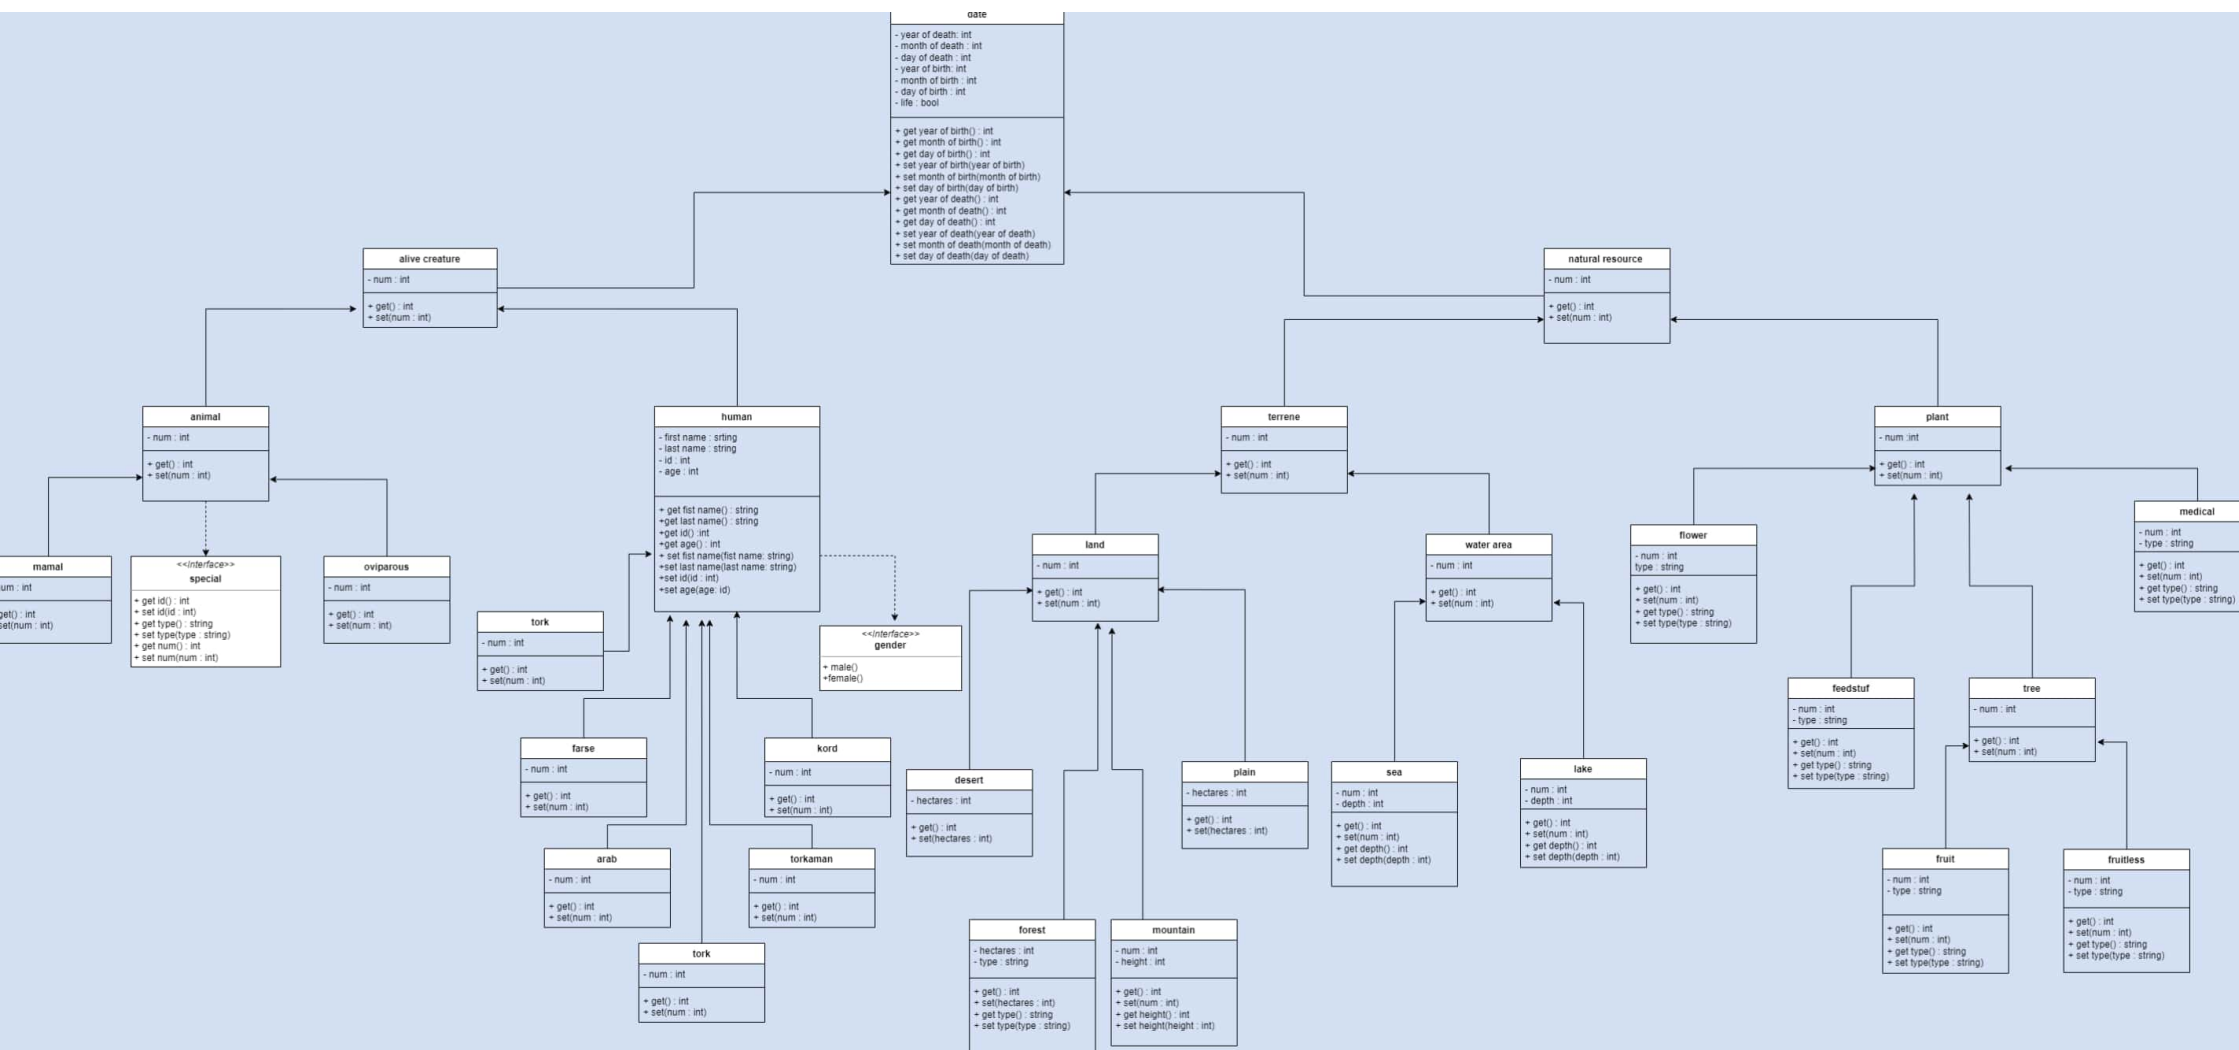 date
- year of death: int
- month of death : int
- day of death : int
- year of birth: int
- month of birth : int
- day of birth : int
- life : bool
+ get year of birth() : int
+ get month of birth() : int
+ get day of birth() : int
+ set year of birth(year of birth)
+ set month of birth(month of birth)
+ set day of birth(day of birth)
+ get year of death() : int
+ get month of death() : int
+ get day of death() : int
+ set year of death(year of death)
+ set month of death(month of death)
+ set day of death(day of death)
alive creature
- num : int
+ get() : int
+ set(num : int)
natural resource
- num : int
+ get() : int
+ set(num : int)
animal
- num : int
+ get() : int
+ set(num : int)
human
- first name : srting
- last name : string
- id : int
- age : int
+ get fist name() : string
+get last name() : string
+get id() :int
+get age() : int
+ set fist name(fist name: string)
+set last name(last name: string)
+set id(id : int)
+set age(age: id)
terrene
- num : int
+ get() : int
+ set(num : int)
plant
- num :int
+ get() : int
+ set(num : int)
mamal
num : int
get() : int
set(num : int)
<<interface>>
special
+ get id() : int
+ set id(id : int)
+ get type() : string
+ set type(type : string)
+ get num() : int
+ set num(num : int)
oviparous
- num : int
+ get() : int
+ set(num : int)
tork
- num : int
+ get() : int
+ set(num : int)
<<interface>>
gender
+ male()
+female()
land
- num : int
+ get() : int
+ set(num : int)
water area
- num : int
+ get() : int
+ set(num : int)
flower
- num : int
type : string
+ get() : int
+ set(num : int)
+ get type() : string
+ set type(type : string)
medical
- num : int
- type : string
+ get() : int
+ set(num : int)
+ get type() : string
+ set type(type : string)
farse
- num : int
+ get() : int
+ set(num : int)
kord
- num : int
+ get() : int
+ set(num : int)
desert
- hectares : int
+ get() : int
+ set(hectares : int)
plain
- hectares : int
+ get() : int
+ set(hectares : int)
sea
- num : int
- depth : int
+ get() : int
+ set(num : int)
+ get depth() : int
+ set depth(depth : int)
lake
- num : int
- depth : int
+ get() : int
+ set(num : int)
+ get depth() : int
+ set depth(depth : int)
feedstuf
- num : int
- type : string
+ get() : int
+ set(num : int)
+ get type() : string
+ set type(type : string)
tree
- num : int
+ get() : int
+ set(num : int)
arab
- num : int
+ get() : int
+ set(num : int)
torkaman
- num : int
+ get() : int
+ set(num : int)
fruit
- num : int
- type : string
+ get() : int
+ set(num : int)
+ get type() : string
+ set type(type : string)
fruitless
- num : int
- type : string
+ get() : int
+ set(num : int)
+ get type() : string
+ set type(type : string)
tork
- num : int
+ get() : int
+ set(num : int)
forest
- hectares : int
- type : string
+ get() : int
+ set(hectares : int)
+ get type() : string
+ set type(type : string)
mountain
- num : int
- height : int
+ get() : int
+ set(num : int)
+ get height() : int
+ set height(height : int)